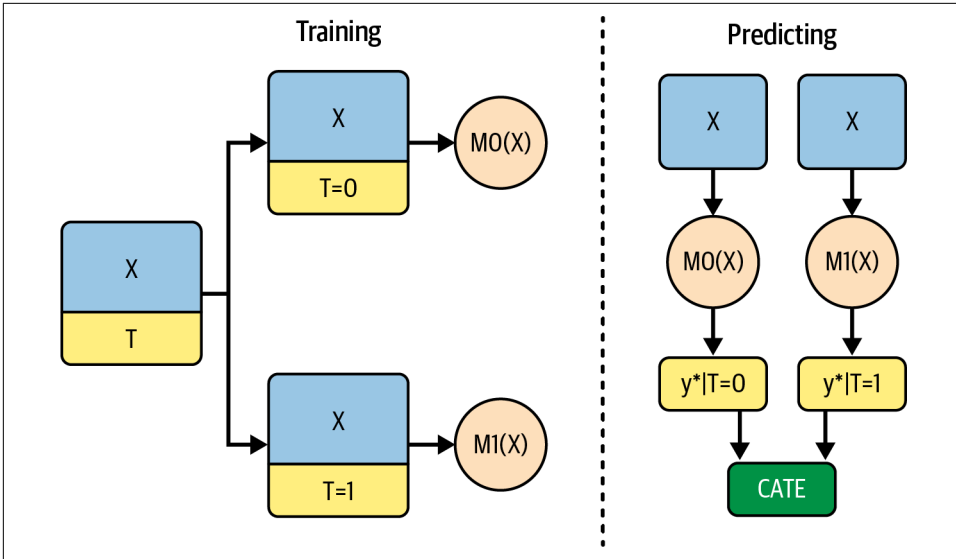 Training
X
T=0
M0(X)
X
T
X
T=1
M1(X)
Predicting
X
X
M0(X)
M1(X)
y*|T=0
y*|T=1
CATE